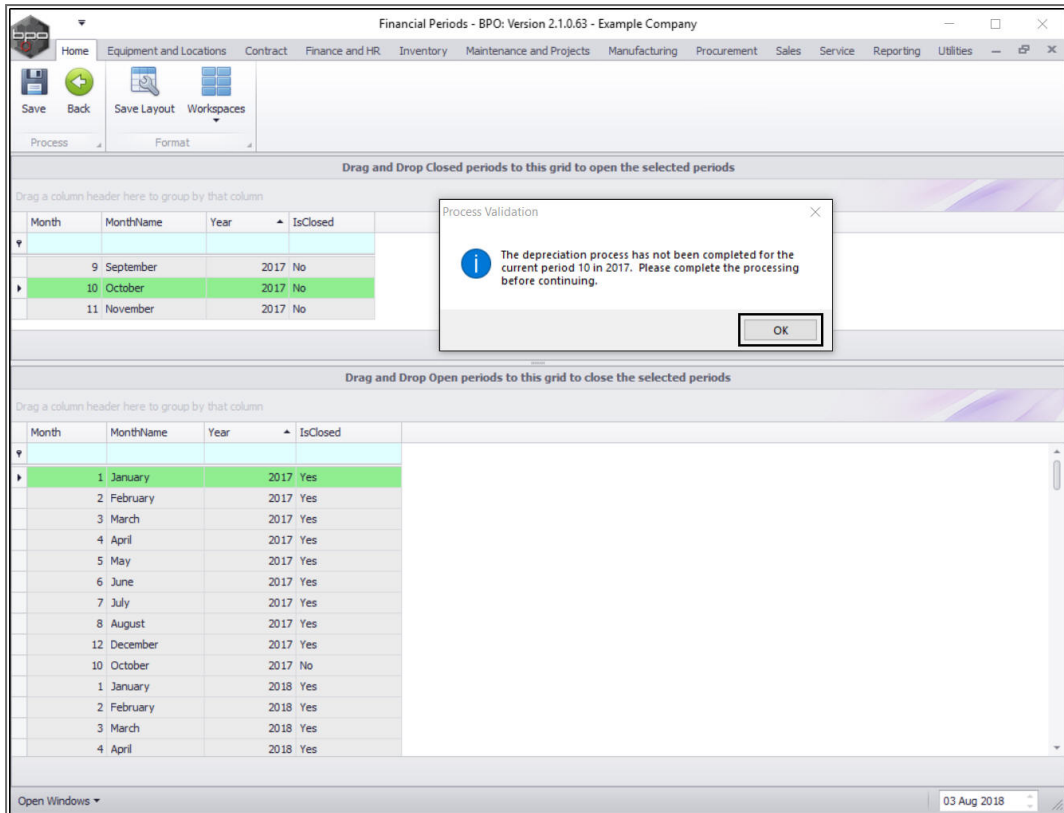 Financial Periods - BPO: Version 2.1.0.63 - Example Company
bpo
Home Equipment and Locations Contract Finance and HR Inventory Maintenance and Projects Manufacturing Procurement Sales Service Reporting Utilities
Save Back Save Layout Workspaces
Process Format
Drag and Drop Closed periods to this grid to open the selected periods
Drag a column header here to group by that column
Month MonthName Year IsClosed
9 September 2017 No
10 October 2017 No
11 November 2017 No
Process Validation
The depreciation process has not been completed for the
current period 10 in 2017. Please complete the processing
before continuing.
OK
Drag and Drop Open periods to this grid to close the selected periods
Drag a column header here to group by that column
Month MonthName Year IsClosed
1 January 2017 Yes
2 February 2017 Yes
3 March 2017 Yes
4 April 2017 Yes
5 May 2017 Yes
6 June 2017 Yes
7 July 2017 Yes
8 August 2017 Yes
12 December 2017 Yes
10 October 2017 No
1 January 2018 Yes
2 February 2018 Yes
3 March 2018 Yes
4 April 2018 Yes
Open Windows 03 Aug 2018